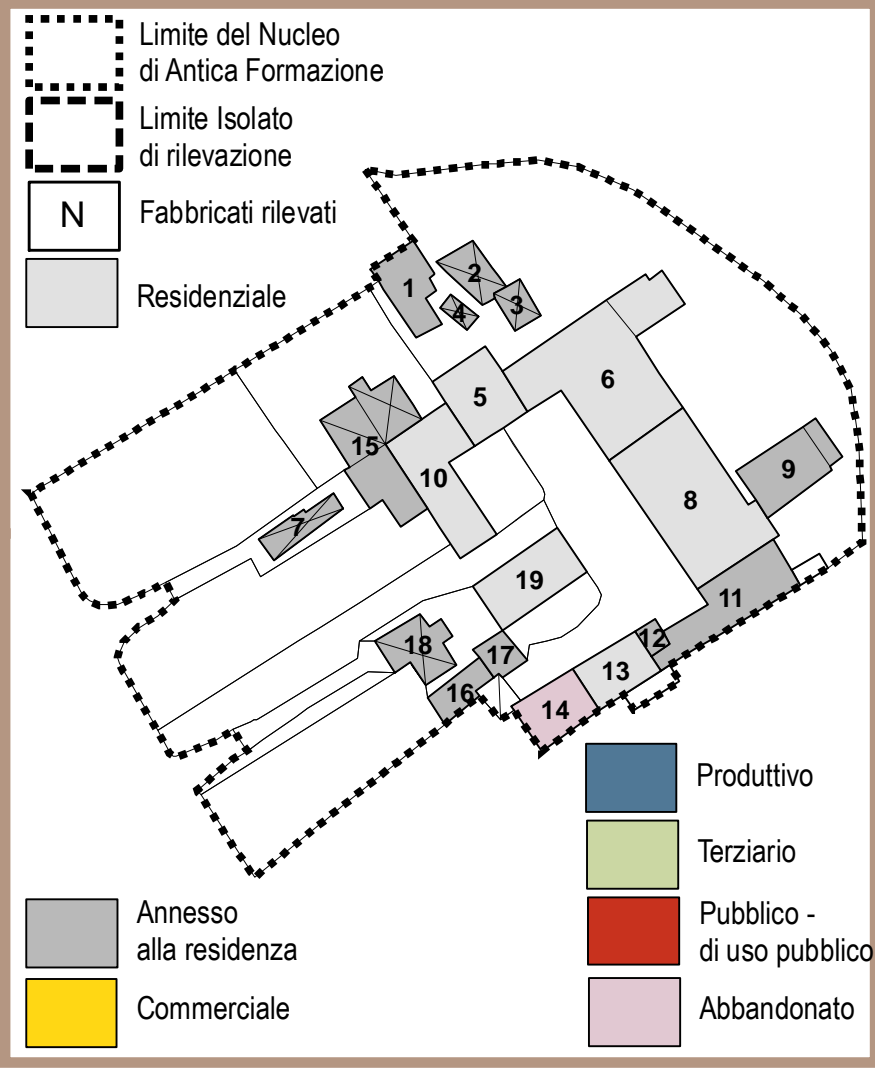 Limite del Nucleo
di Antica Formazione
Limite Isolato
di rilevazione
N
Fabbricati rilevati
Residenziale
1
2
3
4
5
6
15
10
7
8
9
19
11
18
17
12
13
16
14
Produttivo
Terziario
Annesso
alla residenza
Pubblico -
di uso pubblico
Commerciale
Abbandonato